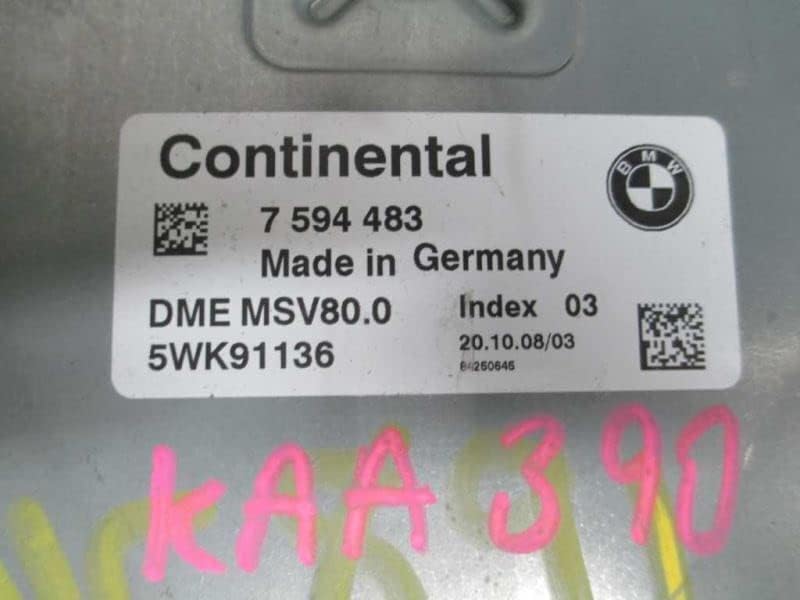 Continental
BMW
7 594 483
Made in Germany
DME MSV80.0 Index 03
5WK91136 20.10.08/03
84260646
KAA 390